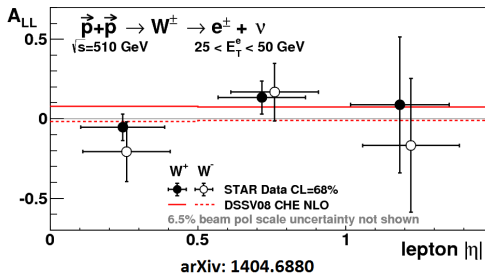 A_LL
p⃗+p⃗ → W± → e± + ν
√s=510 GeV 25 < E_T^e < 50 GeV
0.5
0
-0.5
W+ W-
STAR Data CL=68%
DSSV08 CHE NLO
6.5% beam pol scale uncertainty not shown
0 0.5 1
lepton |η|
arXiv: 1404.6880